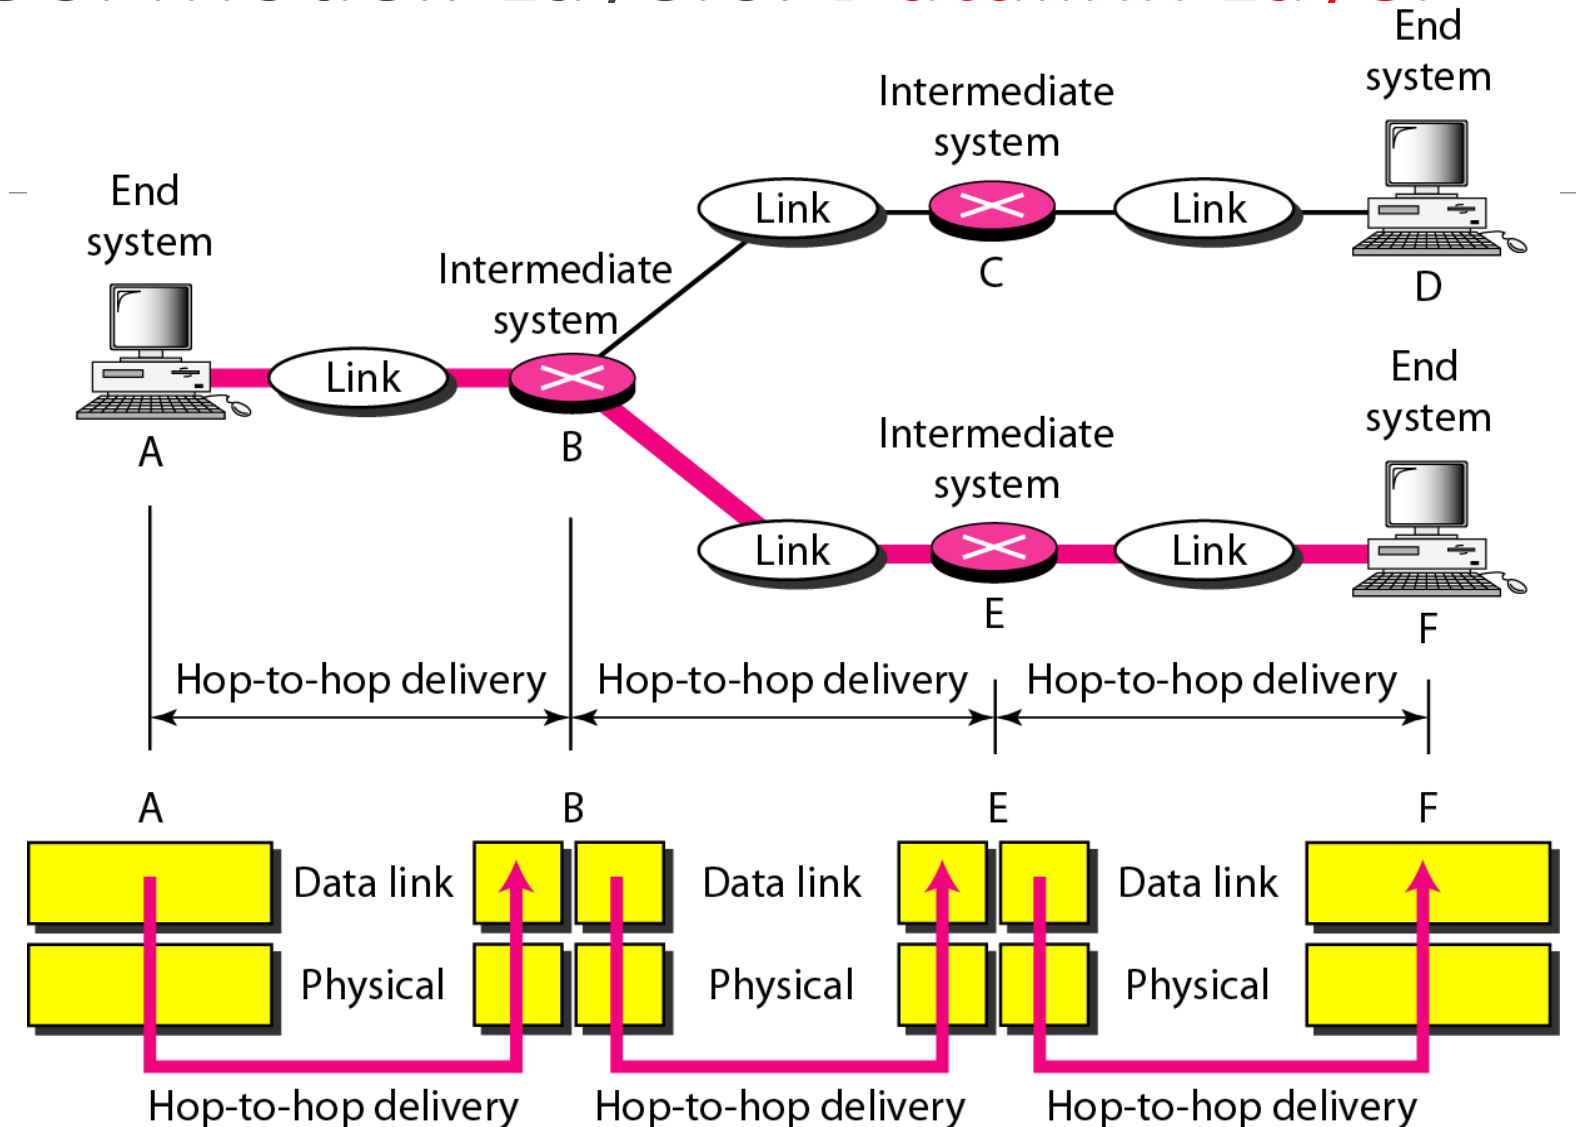 End
system
Intermediate
system
End
system
Link
Link
Intermediate
system
C
D
Link
End
system
A
B
Intermediate
system
Link
Link
E
F
Hop-to-hop delivery
Hop-to-hop delivery
Hop-to-hop delivery
A
B
E
F
Data link
Data link
Data link
Physical
Physical
Physical
Hop-to-hop delivery
Hop-to-hop delivery
Hop-to-hop delivery